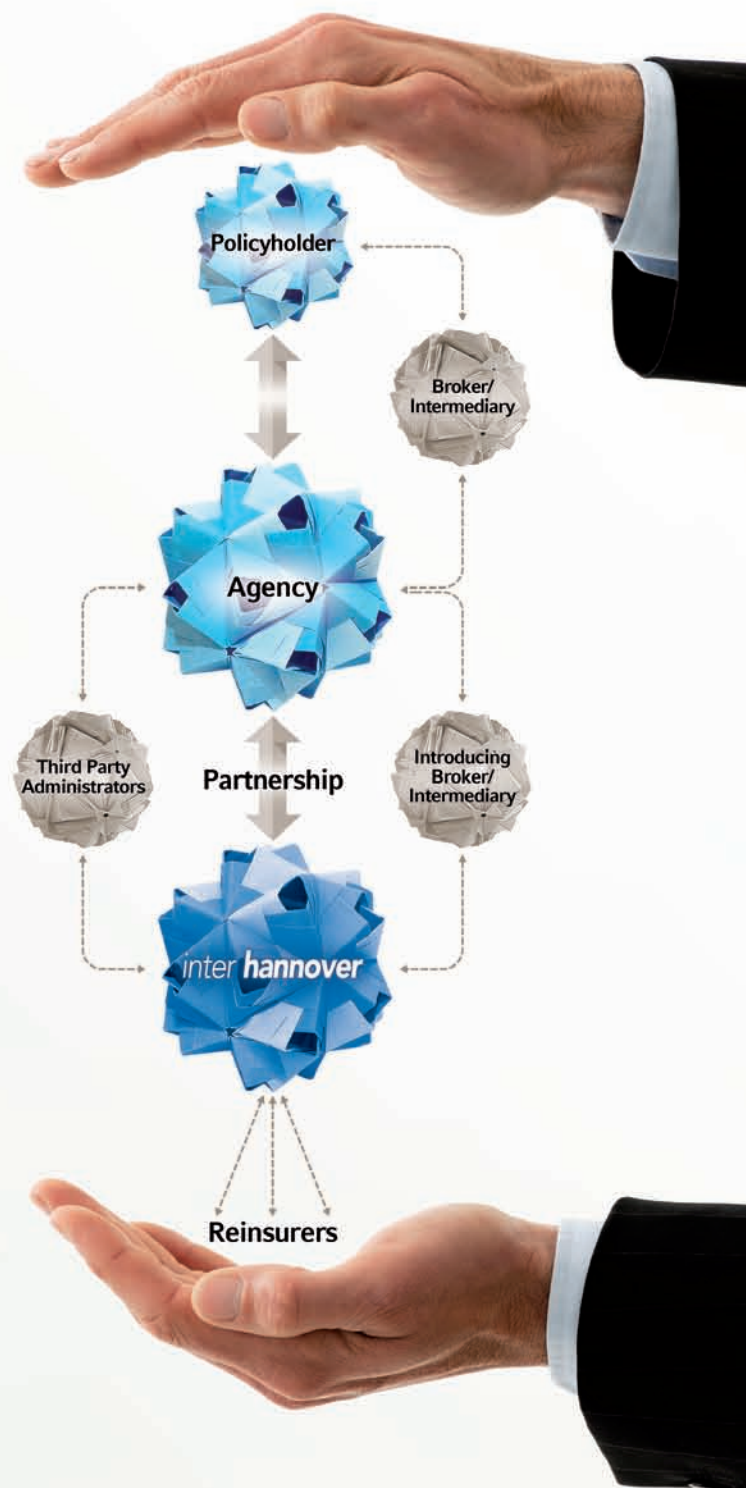 Policyholder
Broker/
Intermediary
Agency
Third Party
Administrators
Partnership
Introducing
Broker/
Intermediary
inter hannover
Reinsurers